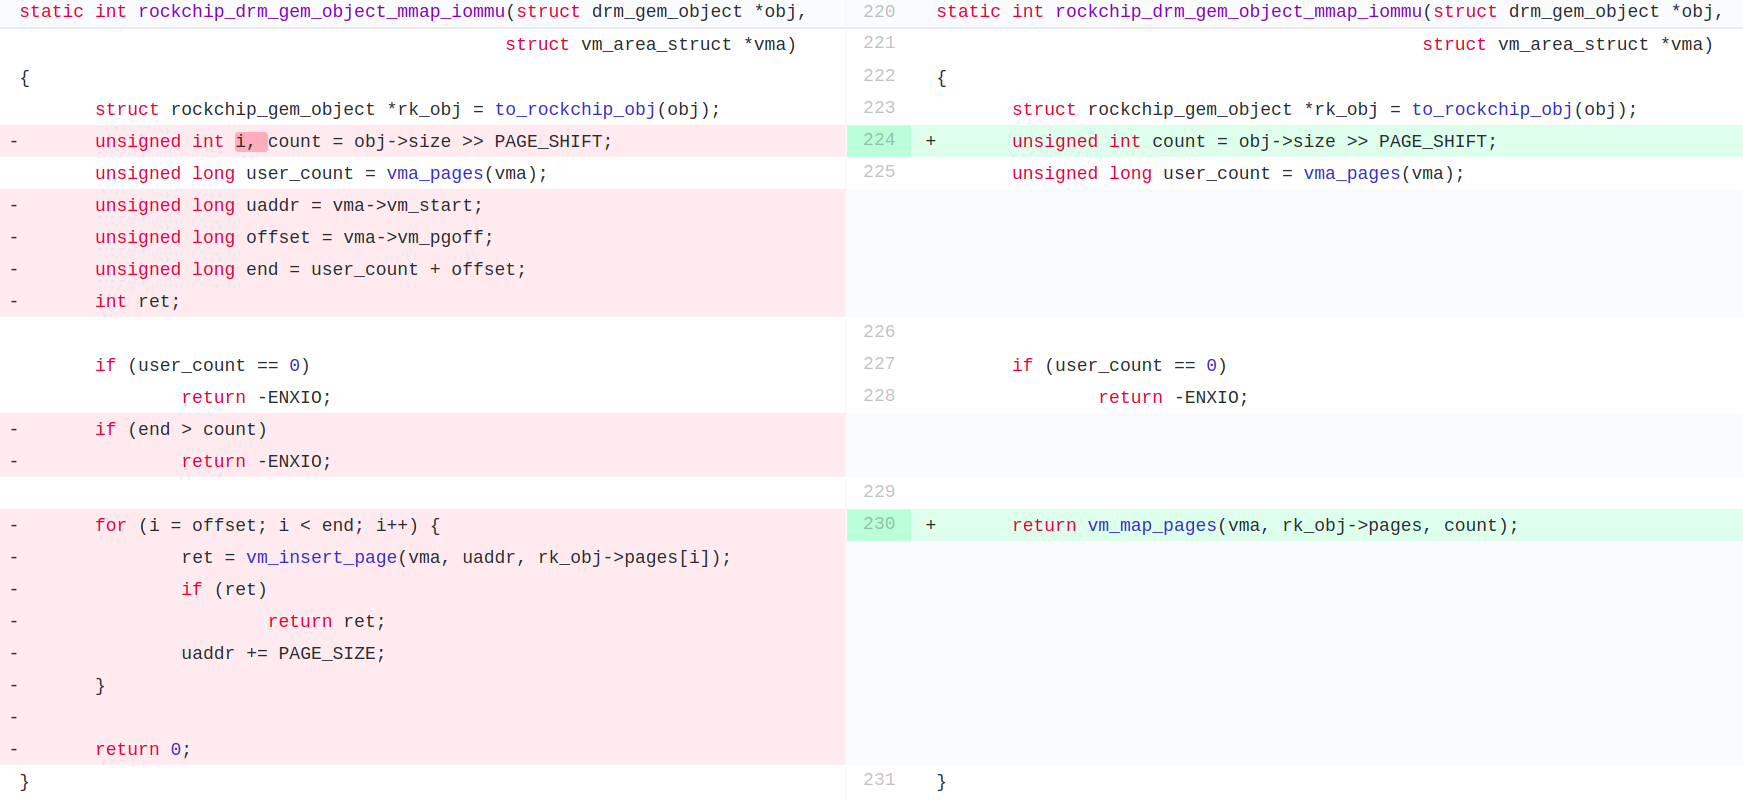 static int rockchip_drm_gem_object_mmap_iommu(struct drm_gem_object *obj,
struct vm_area_struct *vma)
{
struct rockchip_gem_object *rk_obj = to_rockchip_obj(obj);
- unsigned int i, count = obj->size >> PAGE_SHIFT;
unsigned long user_count = vma_pages(vma);
- unsigned long uaddr = vma->vm_start;
- unsigned long offset = vma->vm_pgoff;
- unsigned long end = user_count + offset;
- int ret;
if (user_count == 0)
return -ENXIO;
- if (end > count)
- return -ENXIO;
- for (i = offset; i < end; i++) {
- ret = vm_insert_page(vma, uaddr, rk_obj->pages[i]);
- if (ret)
- return ret;
- uaddr += PAGE_SIZE;
- }
-
- return 0;
}
220 static int rockchip_drm_gem_object_mmap_iommu(struct drm_gem_object *obj,
221 struct vm_area_struct *vma)
222 {
223 struct rockchip_gem_object *rk_obj = to_rockchip_obj(obj);
224 + unsigned int count = obj->size >> PAGE_SHIFT;
225 unsigned long user_count = vma_pages(vma);
226
227 if (user_count == 0)
228 return -ENXIO;
229
230 + return vm_map_pages(vma, rk_obj->pages, count);
231 }